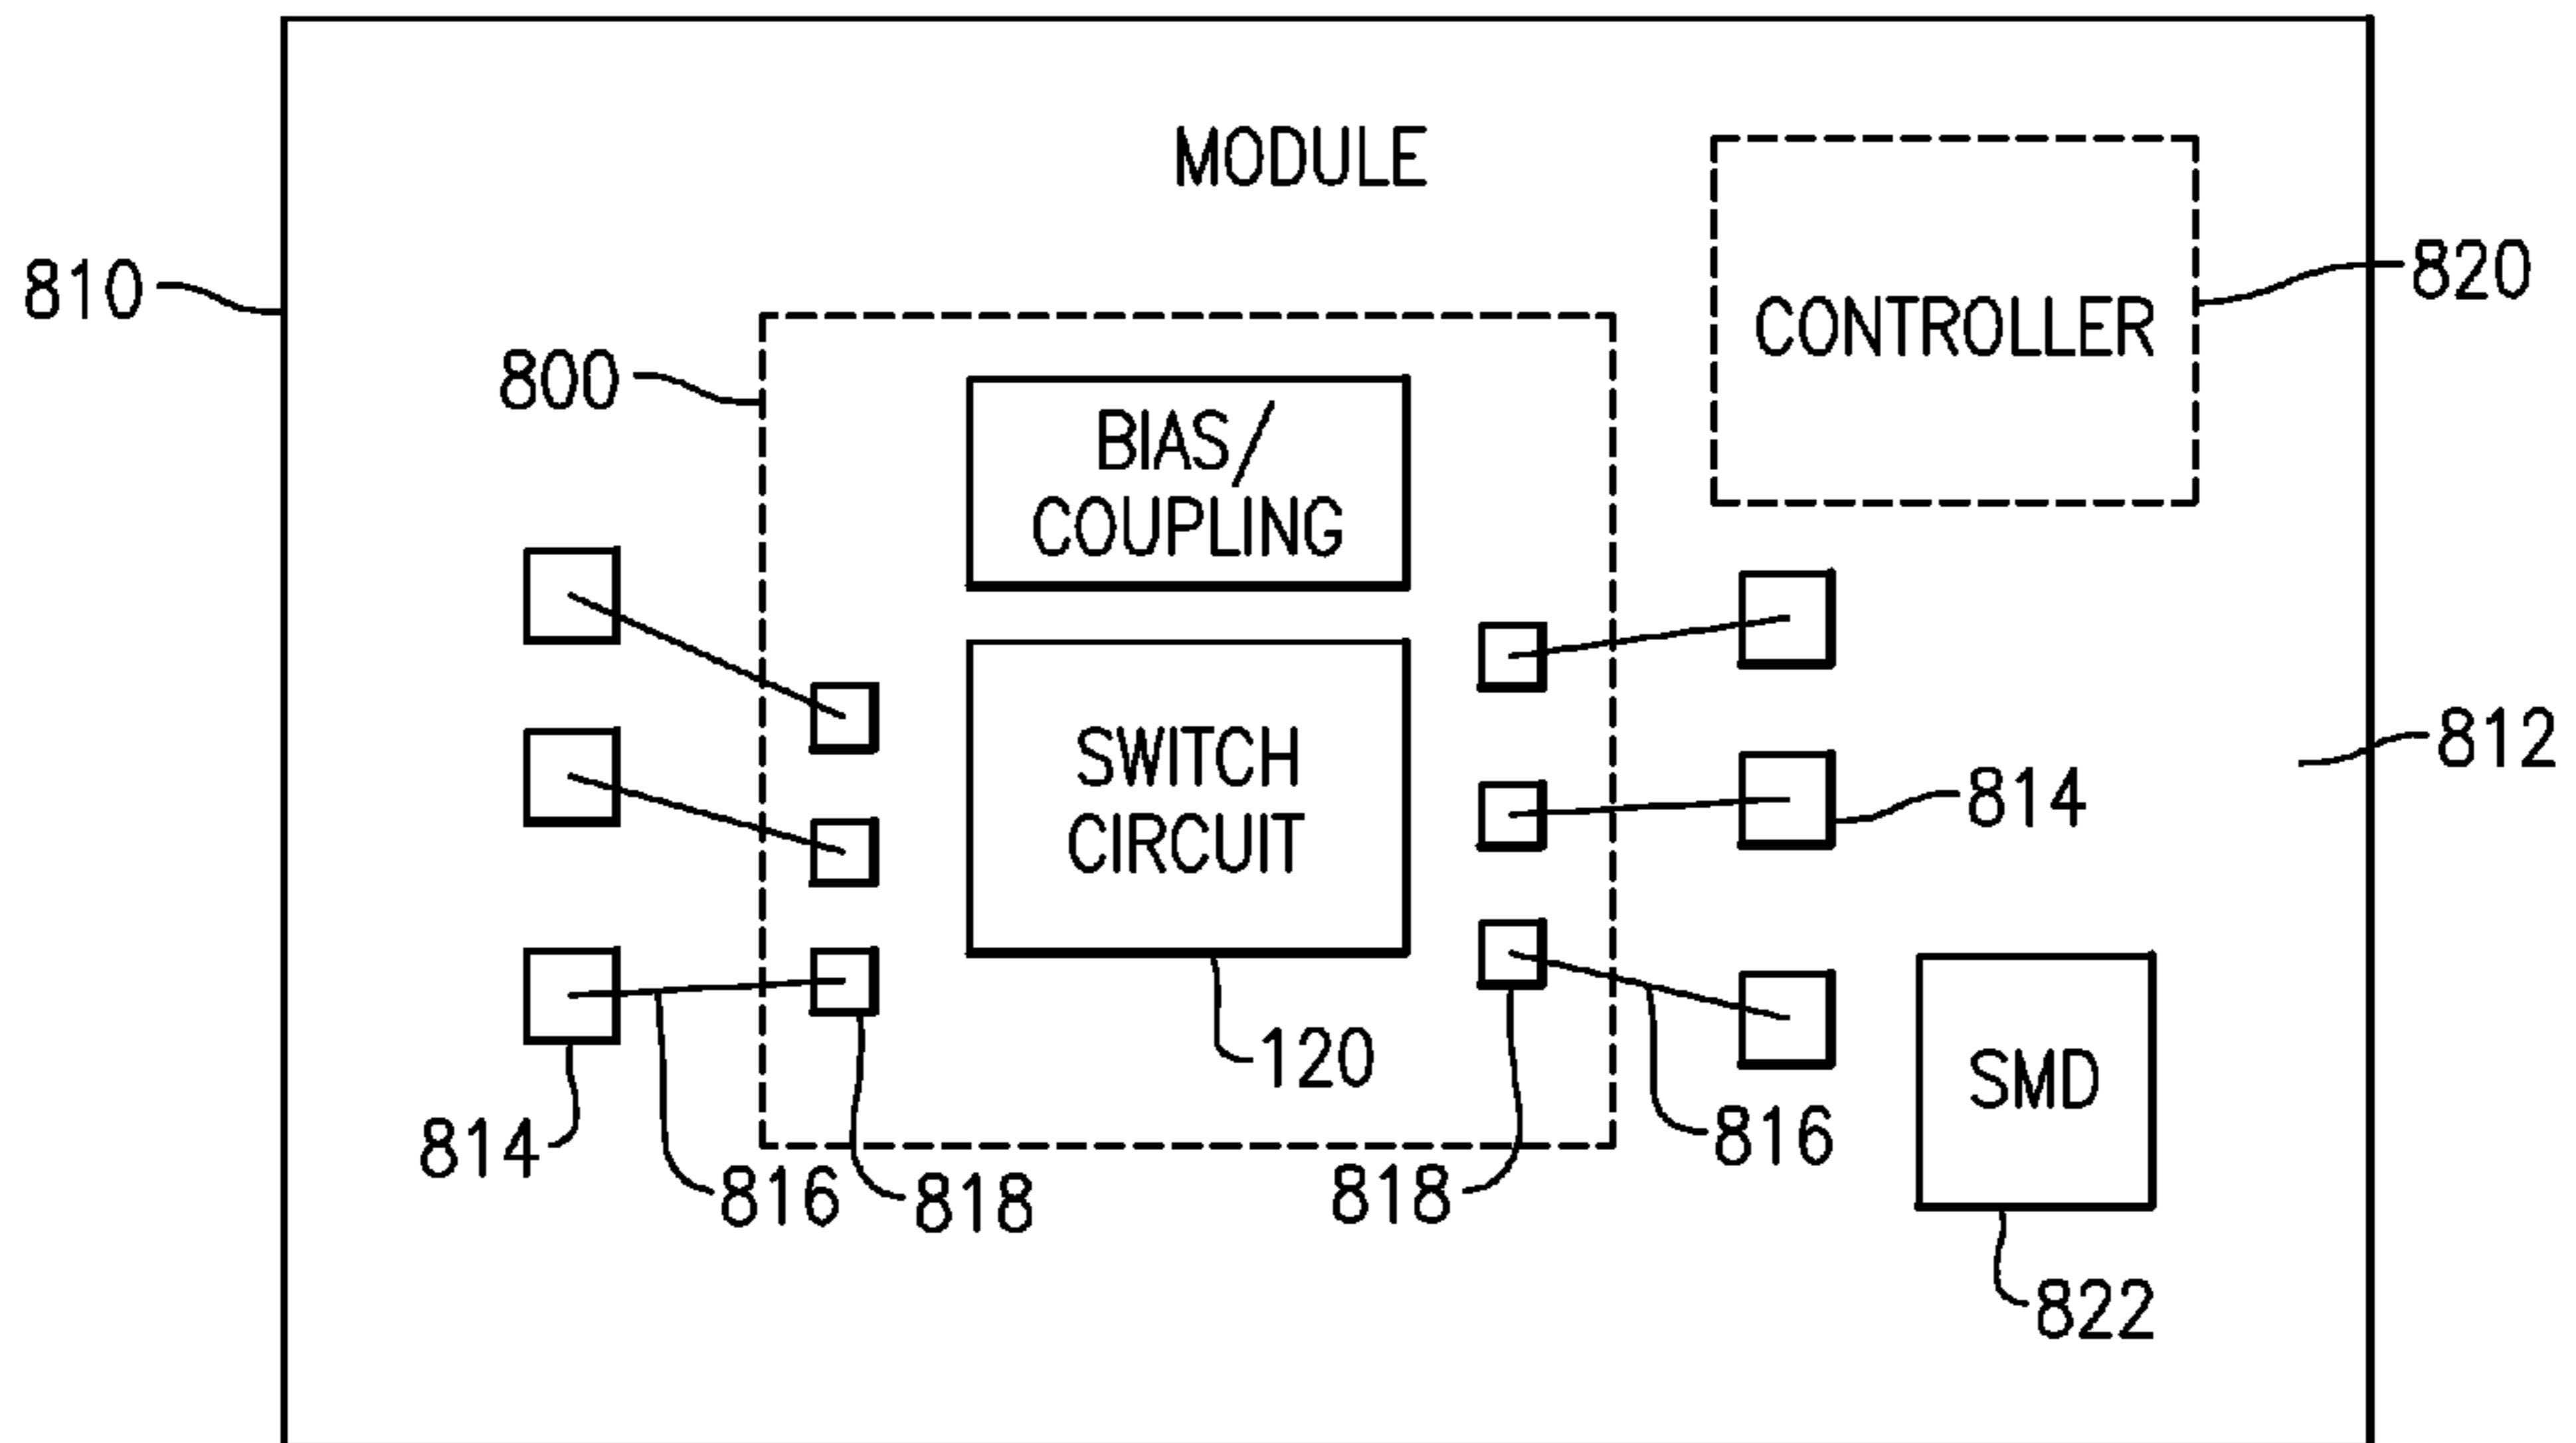 MODULE
810
820
CONTROLLER
800
BIAS/
COUPLING
812
SWITCH
CIRCUIT
814
120
SMD
814
816
818
818
816
822